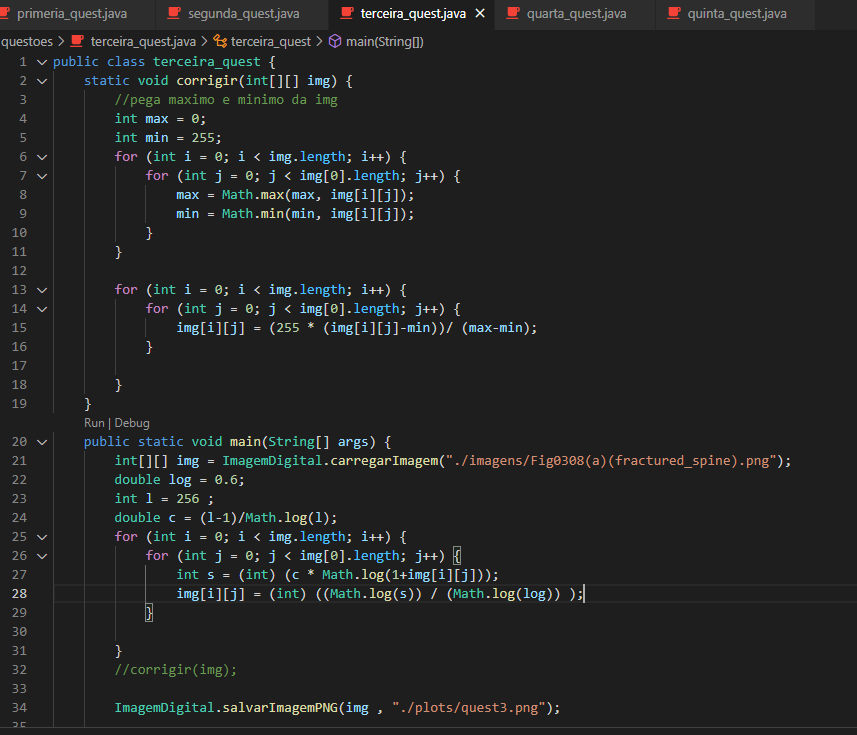 primeria_quest.java segunda_quest.java terceira_quest.java × quarta_quest.java quinta_quest.java
questoes > terceira_quest.java > terceira_quest > main(String[])
1 public class terceira_quest {
2 static void corrigir(int[][] img) {
3 //pega maximo e minimo da img
4 int max = 0;
5 int min = 255;
6 for (int i = 0; i < img.length; i++) {
7 for (int j = 0; j < img[0].length; j++) {
8 max = Math.max(max, img[i][j]);
9 min = Math.min(min, img[i][j]);
10 }
11 }
12
13 for (int i = 0; i < img.length; i++) {
14 for (int j = 0; j < img[0].length; j++) {
15 img[i][j] = (255 * (img[i][j]-min))/ (max-min);
16 }
17
18 }
19 }
Run | Debug
20 public static void main(String[] args) {
21 int[][] img = ImagemDigital.carregarImagem("./imagens/Fig0308(a)(fractured_spine).png");
22 double log = 0.6;
23 int l = 256 ;
24 double c = (l-1)/Math.log(l);
25 for (int i = 0; i < img.length; i++) {
26 for (int j = 0; j < img[0].length; j++) {
27 int s = (int) (c * Math.log(1+img[i][j]));
28 img[i][j] = (int) ((Math.log(s)) / (Math.log(log)) );
29 }
30
31 }
32 //corrigir(img);
33
34 ImagemDigital.salvarImagemPNG(img , "./plots/quest3.png");
35